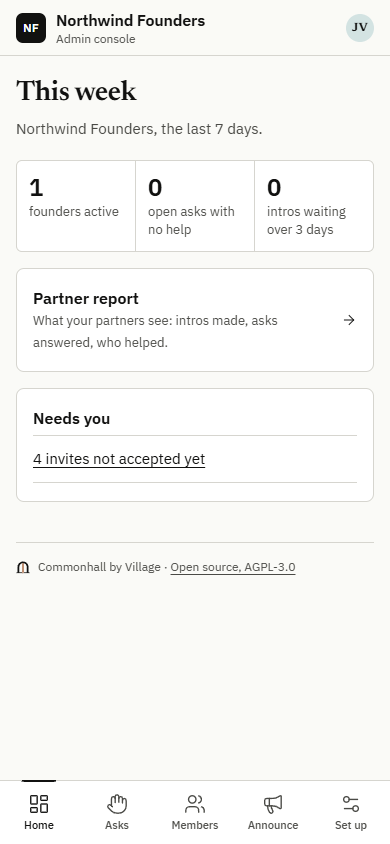 NF
Northwind Founders
Admin console
JV
This week
Northwind Founders, the last 7 days.
1
founders active
0
open asks with
no help
0
intros waiting
over 3 days
Partner report
What your partners see: intros made, asks
answered, who helped.
Needs you
4 invites not accepted yet
Commonhall by Village · Open source, AGPL-3.0
Home
Asks
Members
Announce
Set up